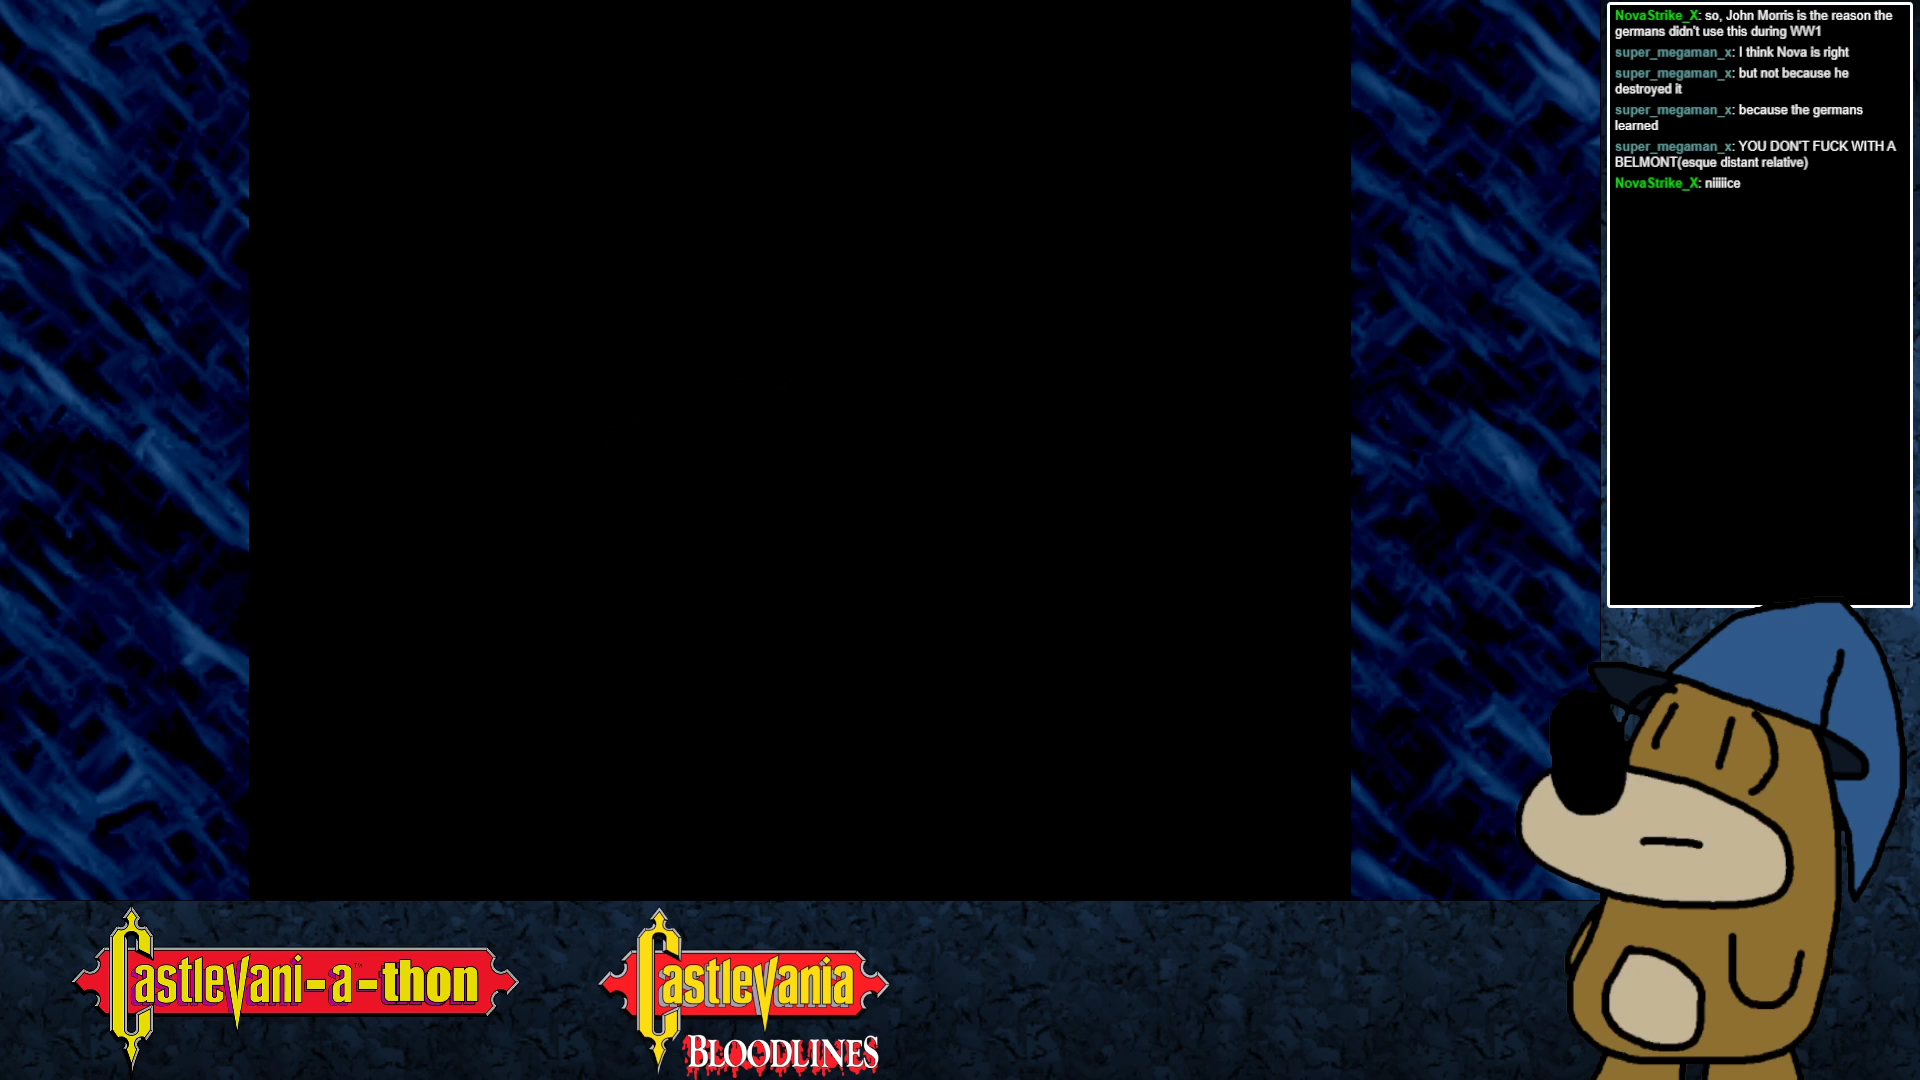 NovaStrike_X: so, John Morris is the reason the
germans didn't use this during WW1
super_megaman_x: I think Nova is right
super_megaman_x: but not because he
destroyed it
super_megaman_x: because the germans
learned
super_megaman_x: YOU DON'T FUCK WITH A
BELMONT(esque distant relative)
NovaStrike_X: niiiiice
Castlevani-a-thon
Castlevania
BLOODLINES